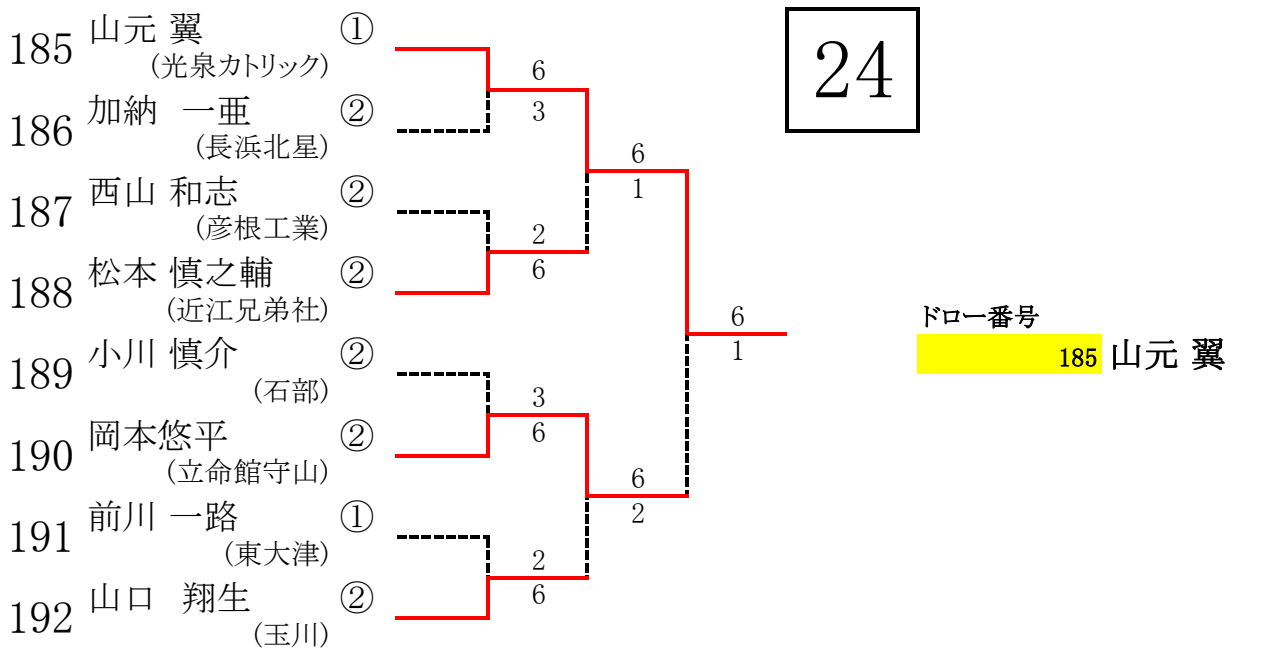 185 山元 翼 ①
(光泉カトリック)
186 加納 一亜 ②
(長浜北星)
187 西山 和志 ②
(彦根工業)
188 松本 慎之輔 ②
(近江兄弟社)
189 小川 慎介 ②
(石部)
190 岡本悠平 ②
(立命館守山)
191 前川 一路 ①
(東大津)
192 山口 翔生 ②
(玉川)
6
3
2
6
3
6
2
6
6
1
6
2
6
1
24
ドロー番号
185 山元 翼